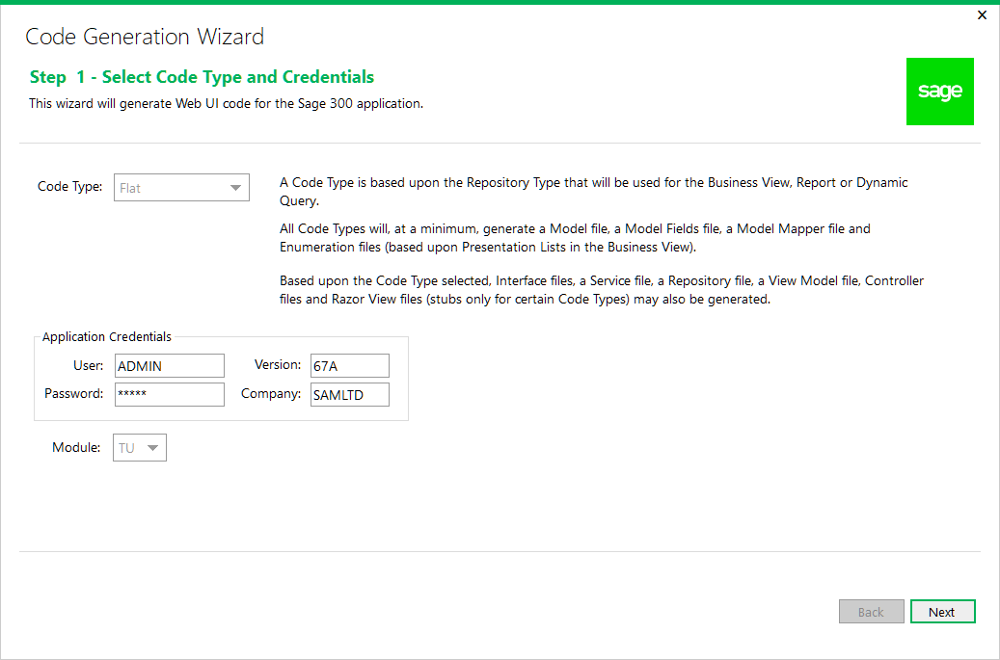 Code Generation Wizard
Step  1 - Select Code Type and Credentials
This wizard will generate Web UI code for the Sage 300 application.
sage
Code Type: Flat
A Code Type is based upon the Repository Type that will be used for the Business View, Report or Dynamic
Query.
All Code Types will, at a minimum, generate a Model file, a Model Fields file, a Model Mapper file and
Enumeration files (based upon Presentation Lists in the Business View).
Based upon the Code Type selected, Interface files, a Service file, a Repository file, a View Model file, Controller
files and Razor View files (stubs only for certain Code Types) may also be generated.
Application Credentials
User: ADMIN Version: 67A
Password: ***** Company: SAMLTD
Module: TU
Back Next